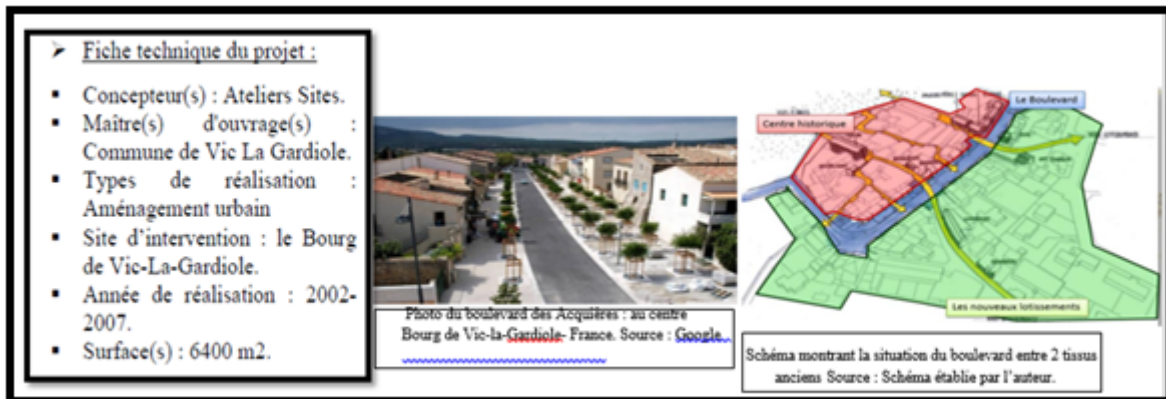 ➢ Fiche technique du projet :
▪ Concepteur(s) : Ateliers Sites.
▪ Maître(s) d'ouvrage(s) :
Commune de Vic La Gardiole.
▪ Types de réalisation :
Aménagement urbain
▪ Site d'intervention : le Bourg
de Vic-La-Gardiole.
▪ Année de réalisation : 2002-
2007.
▪ Surface(s) : 6400 m2.
Photo du boulevard des Acquières : au centre
Bourg de Vic-la-Gardiole- France. Source : Google.
Le Boulevard
Centre historique
Les nouveaux lotissements
Schéma montrant la situation du boulevard entre 2 tissus
anciens Source : Schéma établie par l'auteur.